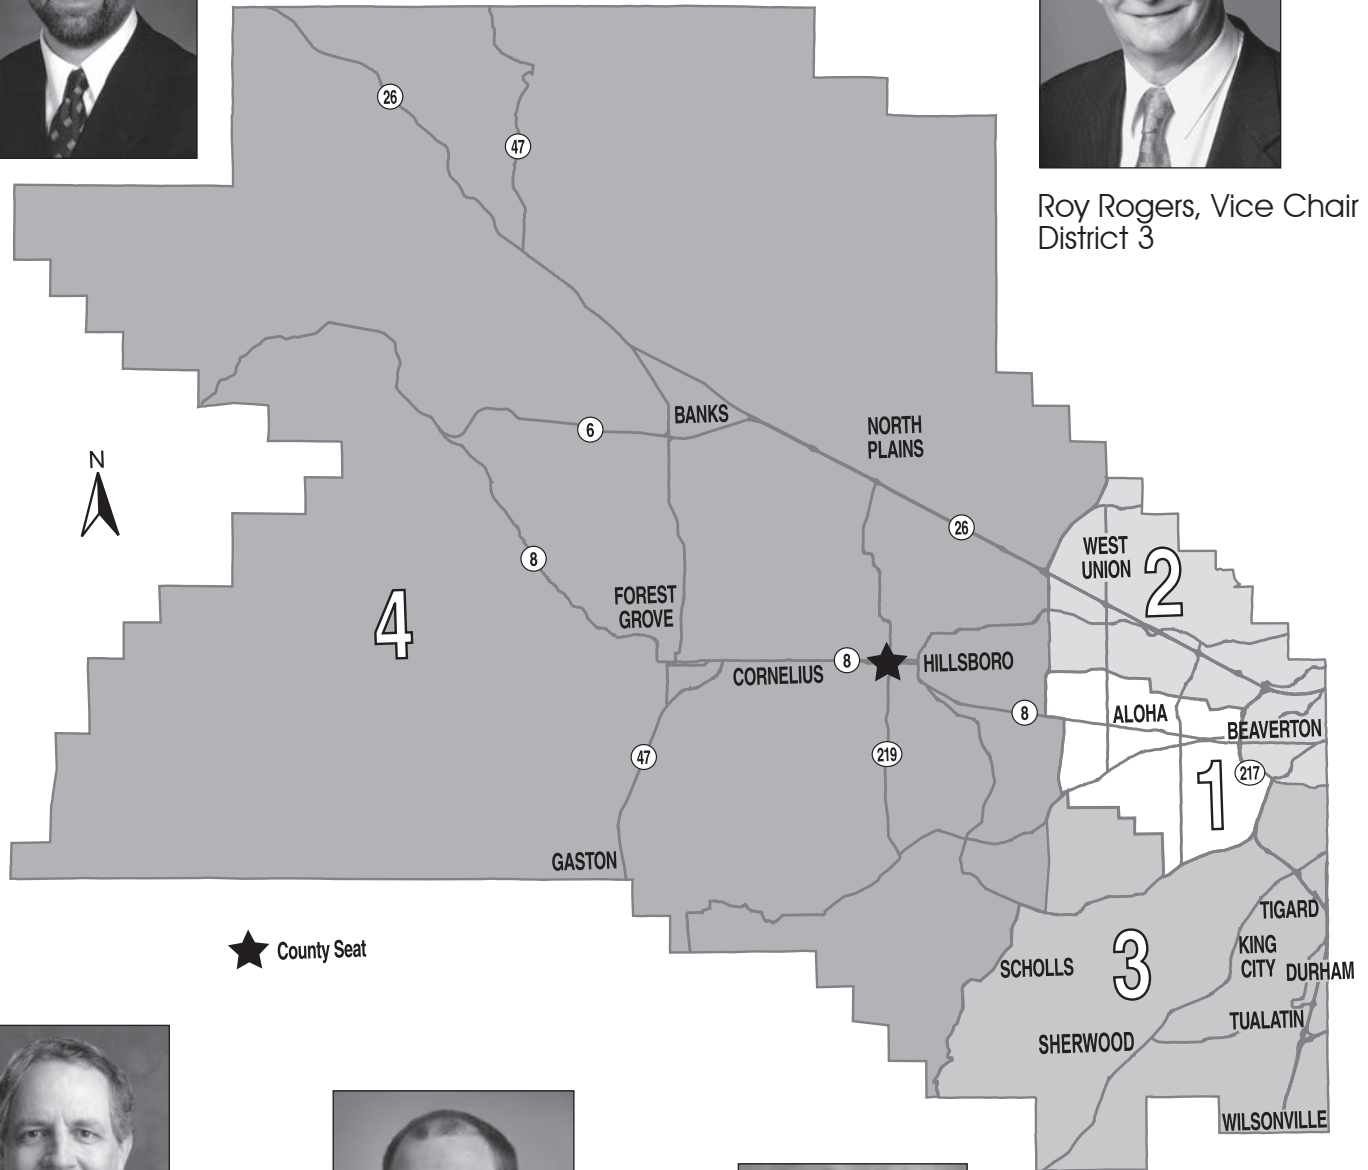 26
47
Roy Rogers, Vice Chair
District 3
BANKS
6
NORTH
PLAINS
N
26
8
WEST
UNION
2
FOREST
GROVE
4
CORNELIUS
8
HILLSBORO
8
ALOHA
BEAVERTON
47
219
1
217
GASTON
TIGARD
County Seat
SCHOLLS
3
KING
CITY
DURHAM
TUALATIN
SHERWOOD
WILSONVILLE